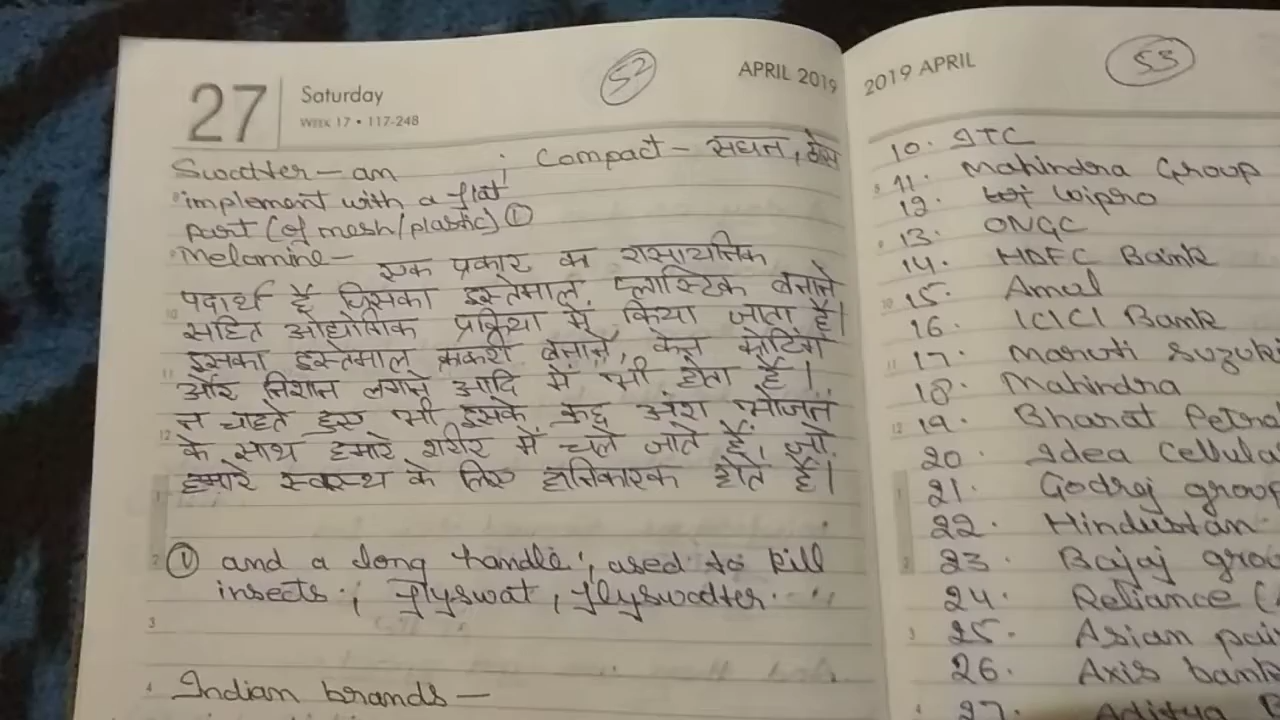 27
Saturday
WEEK 17 • 117-248
52
APRIL 2019
Swatter - an
implement with a flat
part (of mesh/plastic) ①
; Compact - सघन, ठोस
Melamine -
एक प्रकार का रासायनिक
पदार्थ है जिसका इस्तेमाल प्लास्टिक बनाने
सहित औद्योगिक प्रक्रिया में किया जाता है।
इसका इस्तेमाल बनाने,
और निशान लगाने आदि में भी होता है।
न चाहते हुए भी इसके कुछ अंश भोजन
के साथ हमारे शरीर में चले जाते हैं, जो
हमारे स्वास्थ के लिए हानिकारक होते हैं।
① and a long handle; used to kill
insects; flyswat, flyswatter.
Indian brands -
2019 APRIL
53
10. ITC
11. Mahindra Group
12. Wipro
13. ONGC
14. HDFC Bank
15. Amul
16. ICICI Bank
17. Maruti Suzuki
18. Mahindra
19. Bharat Petro
20. Idea Cellula
21. Godrej group
22. Hindustan
23. Bajaj grou
24. Reliance (
25. Asian pai
26. Axis bank
27. Aditya B